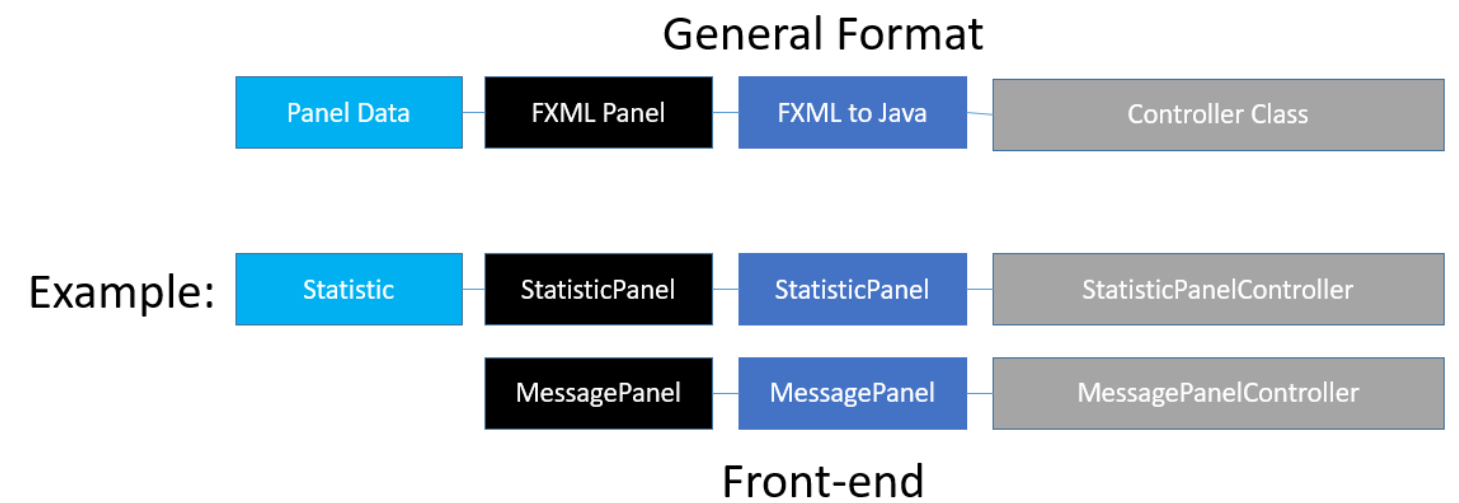 General Format
Panel Data
FXML Panel
FXML to Java
Controller Class
Example:
Statistic
StatisticPanel
StatisticPanel
StatisticPanelController
MessagePanel
MessagePanel
MessagePanelController
Front-end